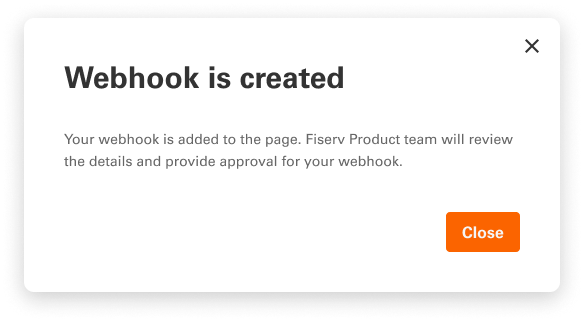 Webhook is created
Your webhook is added to the page. Fiserv Product team will review
the details and provide approval for your webhook.
Close